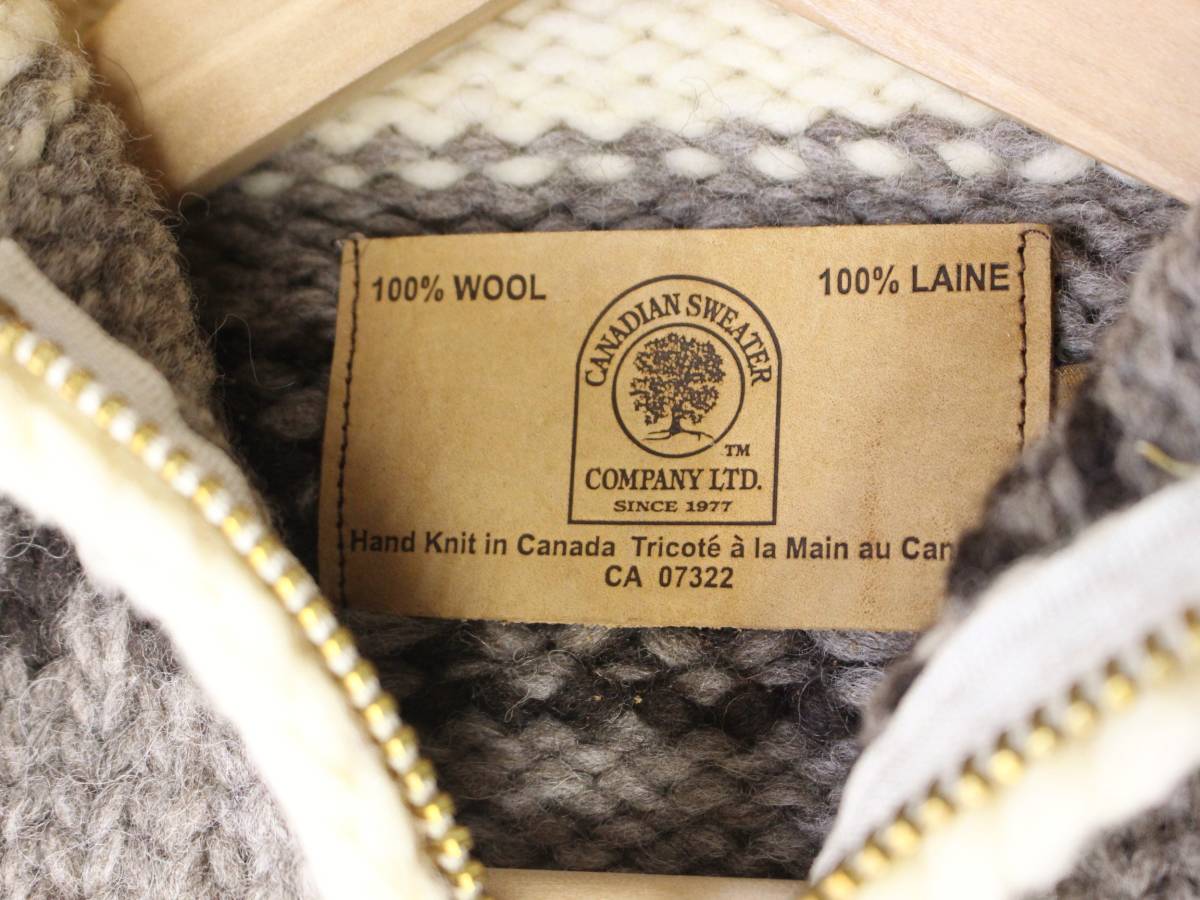 100% WOOL
100% LAINE
CANADIAN SWEATER
TM
COMPANY LTD.
SINCE 1977
Hand Knit in Canada Tricoté à la Main au
CA 07322